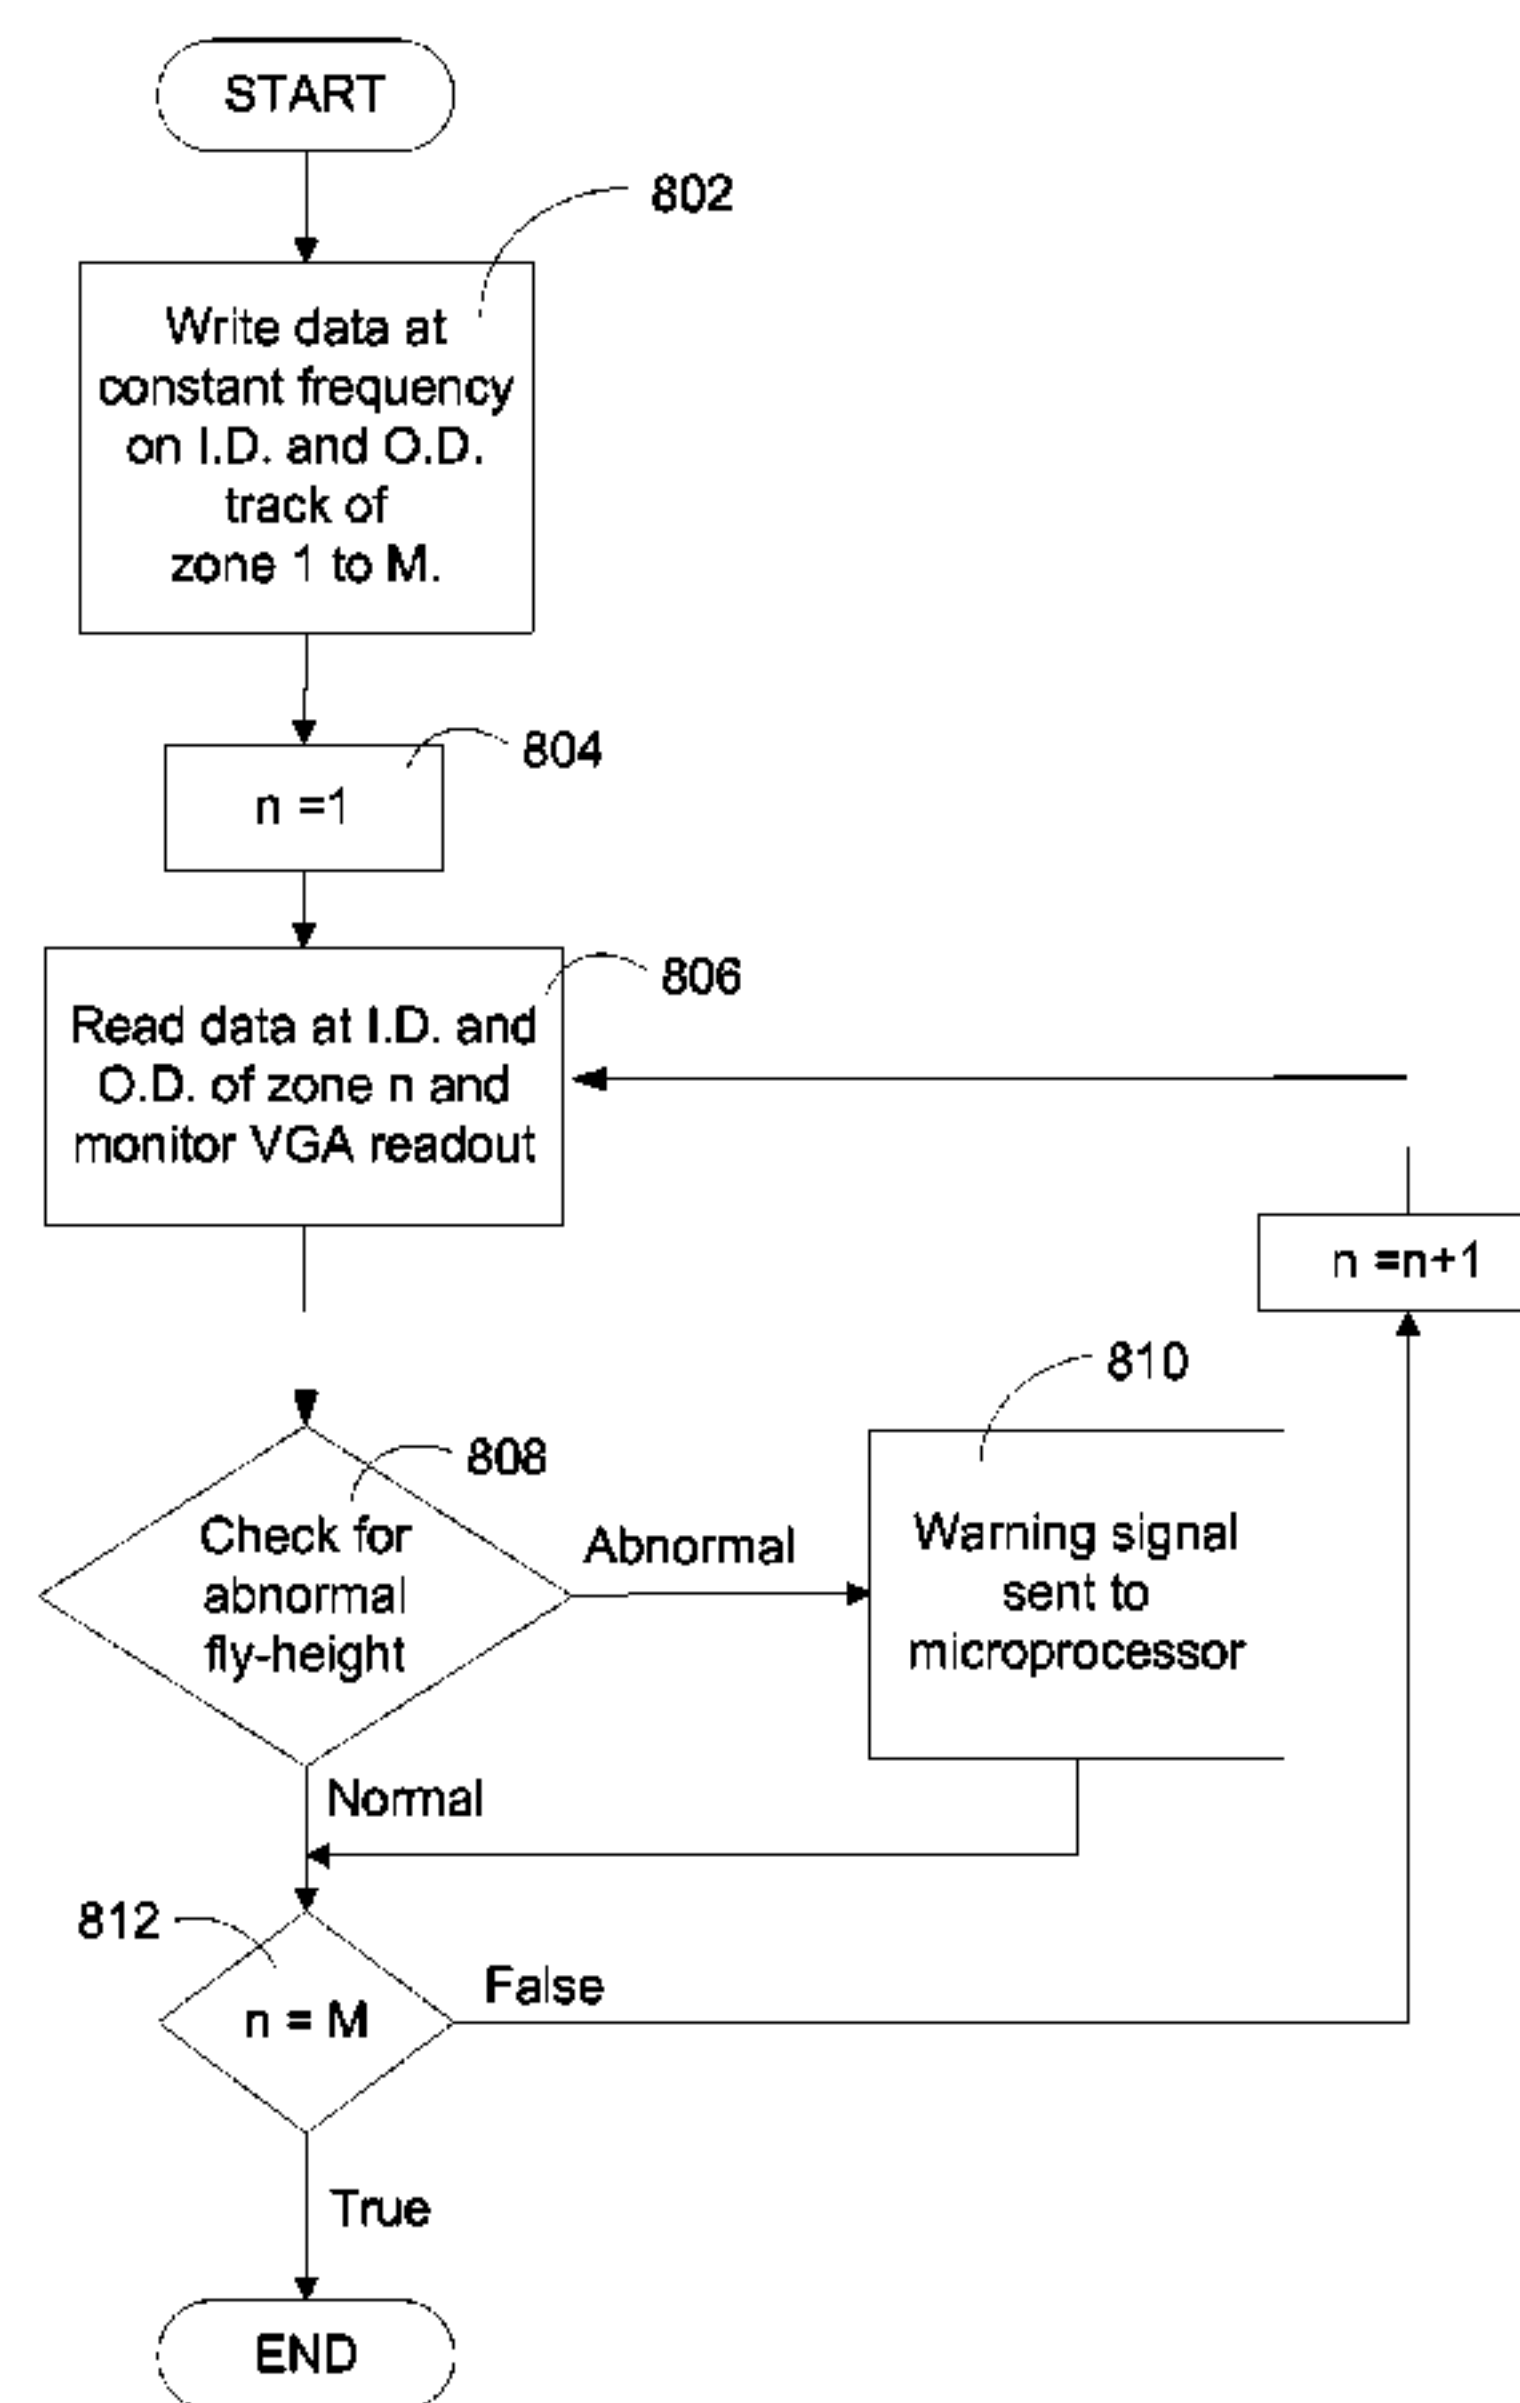 START
802
Write data at
constant frequency
on I.D. and O.D.
track of
zone 1 to M.
804
n =1
806
Read data at I.D. and
O.D. of zone n and
monitor VGA readout
n =n+1
810
808
Check for
abnormal
fly-height
Abnormal
Warning signal
sent to
microprocessor
Normal
812
False
n = M
True
END